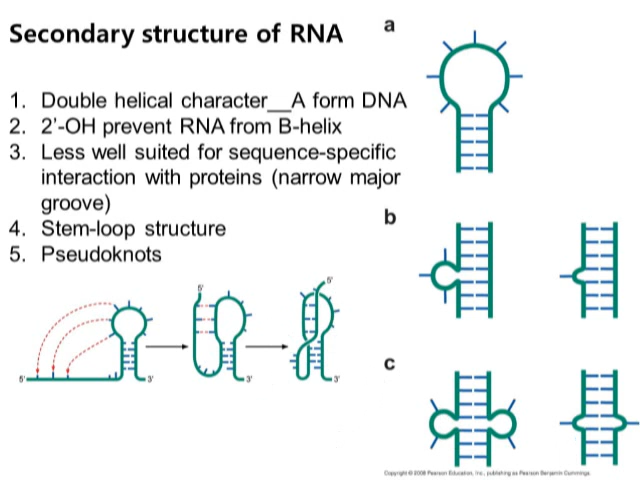 Secondary structure of RNA
a
1. Double helical character__A form DNA
2. 2'-OH prevent RNA from B-helix
3. Less well suited for sequence-specific
interaction with proteins (narrow major
groove)
4. Stem-loop structure
5. Pseudoknots
b
5'
5'
5'
3'
3'
3'
c
Copyright © 2008 Pearson Education, Inc., publishing as Pearson Benjamin Cummings.